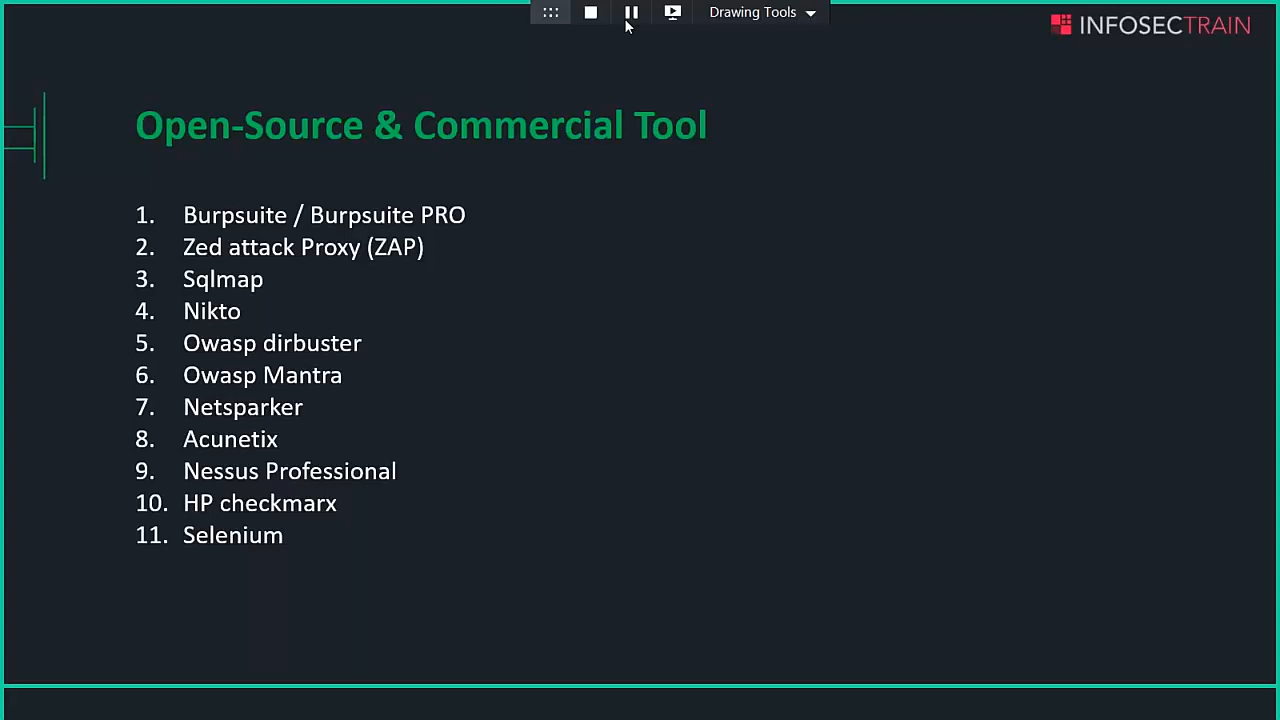 Drawing Tools
INFOSECTRAIN
Open-Source & Commercial Tool
1. Burpsuite / Burpsuite PRO
2. Zed attack Proxy (ZAP)
3. Sqlmap
4. Nikto
5. Owasp dirbuster
6. Owasp Mantra
7. Netsparker
8. Acunetix
9. Nessus Professional
10. HP checkmarx
11. Selenium